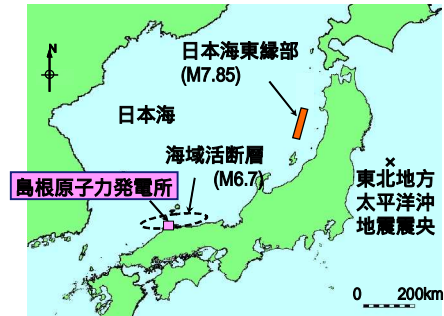 N
日本海東縁部
(M7.85)
日本海
海域活断層
(M6.7)
島根原子力発電所
東北地方
太平洋沖
地震震央
0 200km